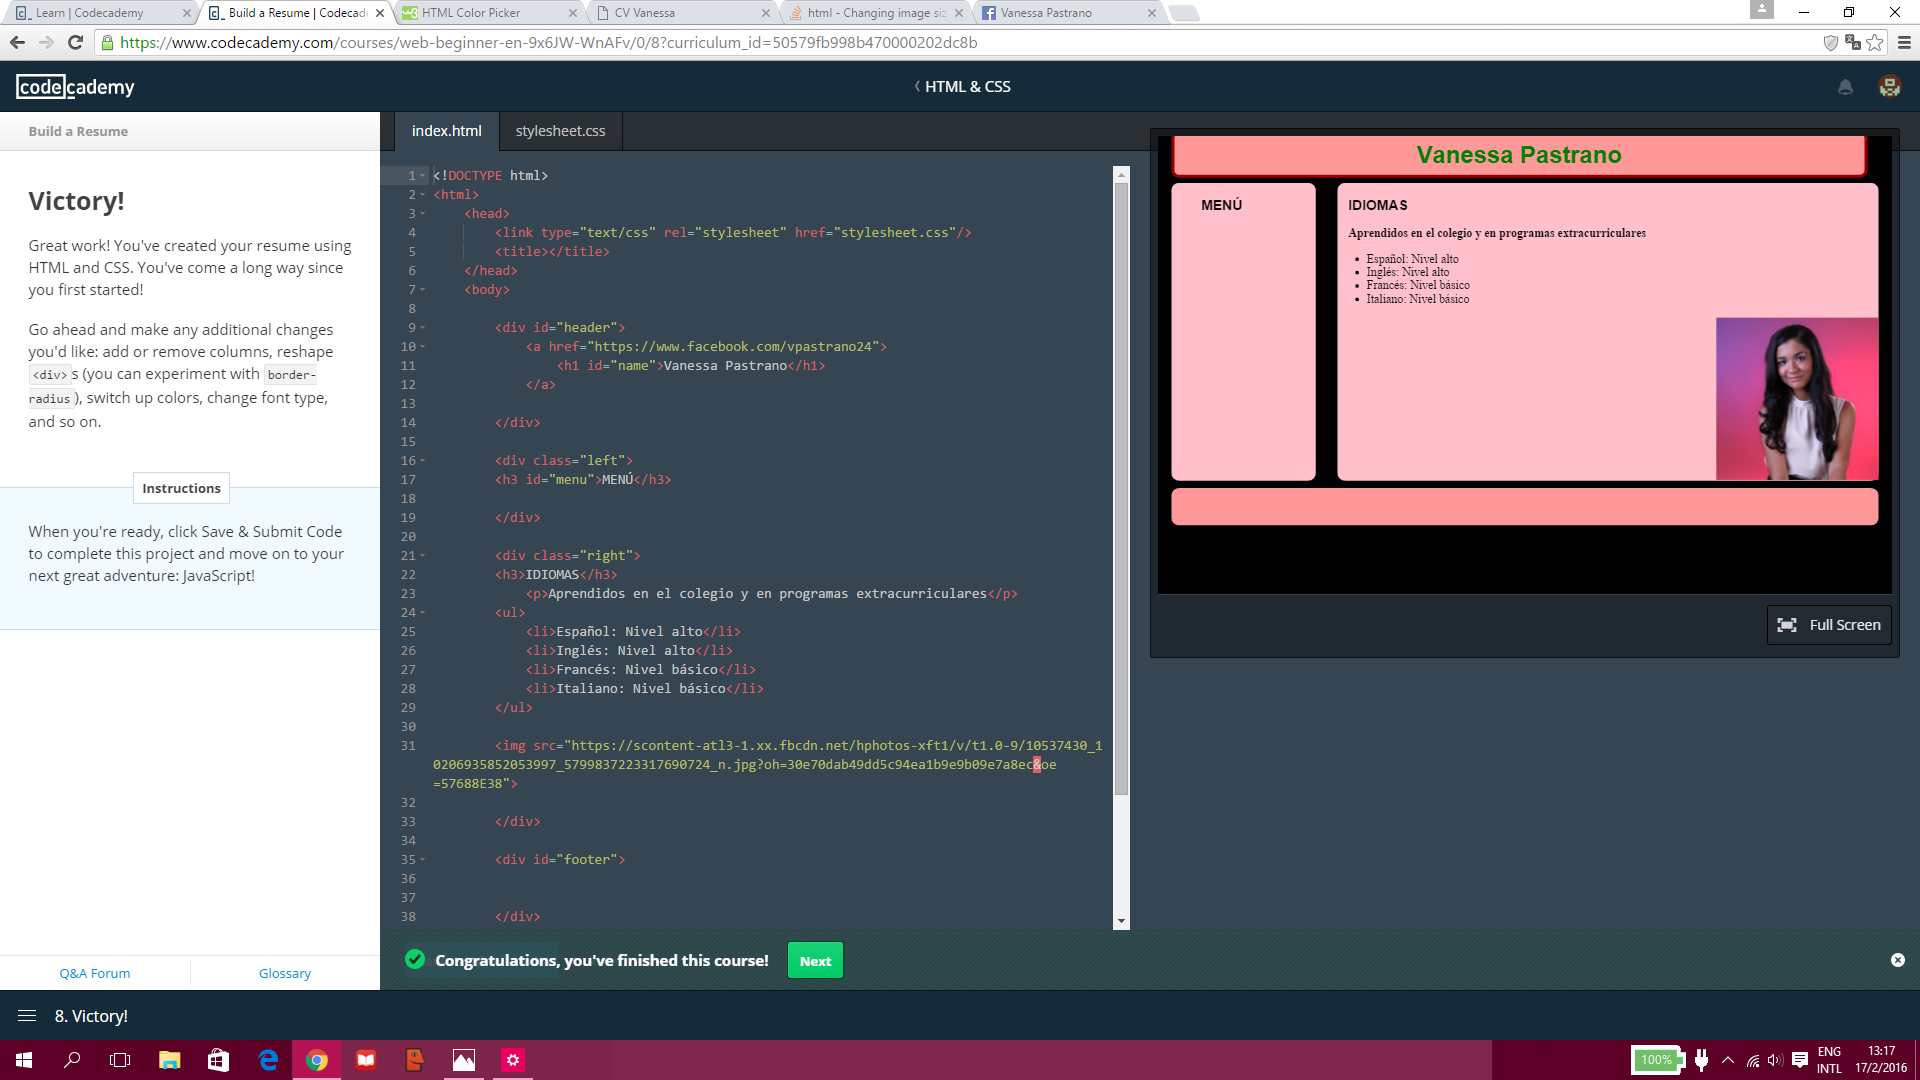 Learn | Codecademy
Build a Resume | Codecad
HTML Color Picker
CV Vanessa
html - Changing image siz
Vanessa Pastrano
https://www.codecademy.com/courses/web-beginner-en-9x6JW-WnAFv/0/8?curriculum_id=50579fb998b470000202dc8b
codecademy
HTML & CSS
Build a Resume
Victory!
Great work! You've created your resume using
HTML and CSS. You've come a long way since
you first started!
Go ahead and make any additional changes
you'd like: add or remove columns, reshape
<div>s (you can experiment with border-
radius), switch up colors, change font type,
and so on.
Instructions
When you're ready, click Save & Submit Code
to complete this project and move on to your
next great adventure: JavaScript!
Q&A Forum
Glossary
index.html
stylesheet.css
1 <!DOCTYPE html>
2 <html>
3 <head>
4 <link type="text/css" rel="stylesheet" href="stylesheet.css"/>
5 <title></title>
6 </head>
7 <body>
8
9 <div id="header">
10 <a href="https://www.facebook.com/vpastrano24">
11 <h1 id="name">Vanessa Pastrano</h1>
12 </a>
13
14 </div>
15
16 <div class="left">
17 <h3 id="menu">MENÚ</h3>
18
19 </div>
20
21 <div class="right">
22 <h3>IDIOMAS</h3>
23 <p>Aprendidos en el colegio y en programas extracurriculares</p>
24 <ul>
25 <li>Español: Nivel alto</li>
26 <li>Inglés: Nivel alto</li>
27 <li>Francés: Nivel básico</li>
28 <li>Italiano: Nivel básico</li>
29 </ul>
30
31 <img src="https://scontent-atl3-1.xx.fbcdn.net/hphotos-xft1/v/t1.0-9/10537430_1
0206935852053997_5799837223317690724_n.jpg?oh=30e70dab49dd5c94ea1b9e9b09e7a8ec&oe
=57688E38">
32
33 </div>
34
35 <div id="footer">
36
37
38 </div>
Vanessa Pastrano
MENÚ
IDIOMAS
Aprendidos en el colegio y en programas extracurriculares
Español: Nivel alto
Inglés: Nivel alto
Francés: Nivel básico
Italiano: Nivel básico
Full Screen
Congratulations, you've finished this course!
Next
8. Victory!
100%
ENG
INTL
13:17
17/2/2016